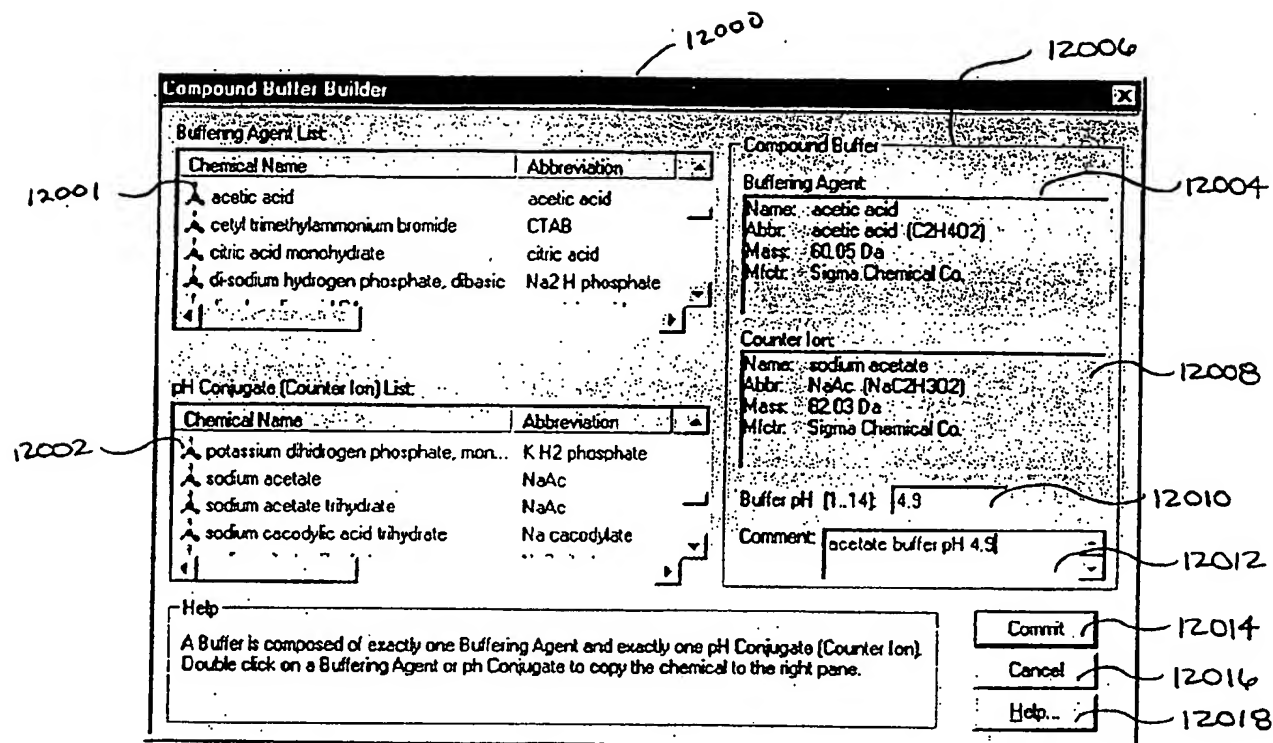 12000
12006
Compound Buffer Builder
Buffering Agent List:
Chemical Name Abbreviation
12001
acetic acid acetic acid
cetyl trimethylammonium bromide CTAB
citric acid monohydrate citric acid
di-sodium hydrogen phosphate, dibasic Na2 H phosphate
pH Conjugate (Counter Ion) List:
Chemical Name Abbreviation
12002
potassium dihidrogen phosphate, mon... K H2 phosphate
sodium acetate NaAc
sodium acetate trihydrate NaAc
sodium cacodylic acid trihydrate Na cacodylate
Compound Buffer
Buffering Agent:
12004
Name: acetic acid
Abbr: acetic acid (C2H4O2)
Mass: 60.05 Da
Mfctr: Sigma Chemical Co.
Counter Ion:
Name: sodium acetate
12008
Abbr: NaAc (NaC2H3O2)
Mass: 82.03 Da
Mfctr: Sigma Chemical Co.
Buffer pH (1..14): 4.9
12010
Comment: acetate buffer pH 4.9
12012
Help
A Buffer is composed of exactly one Buffering Agent and exactly one pH Conjugate (Counter Ion).
Double click on a Buffering Agent or ph Conjugate to copy the chemical to the right pane.
Commit 12014
Cancel 12016
Help... 12018